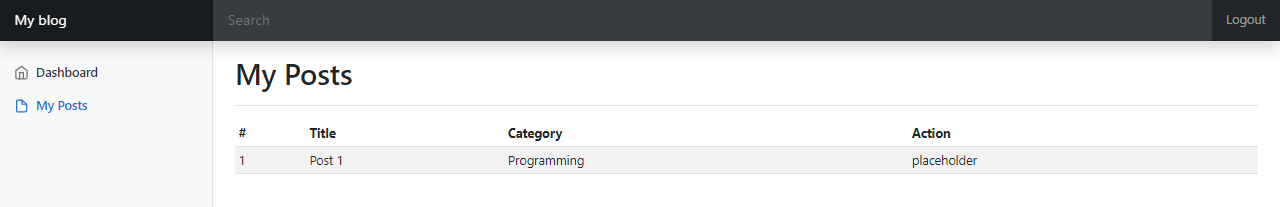 My blog Search Logout
Dashboard
My Posts
My Posts
# Title Category Action
1 Post 1 Programming placeholder